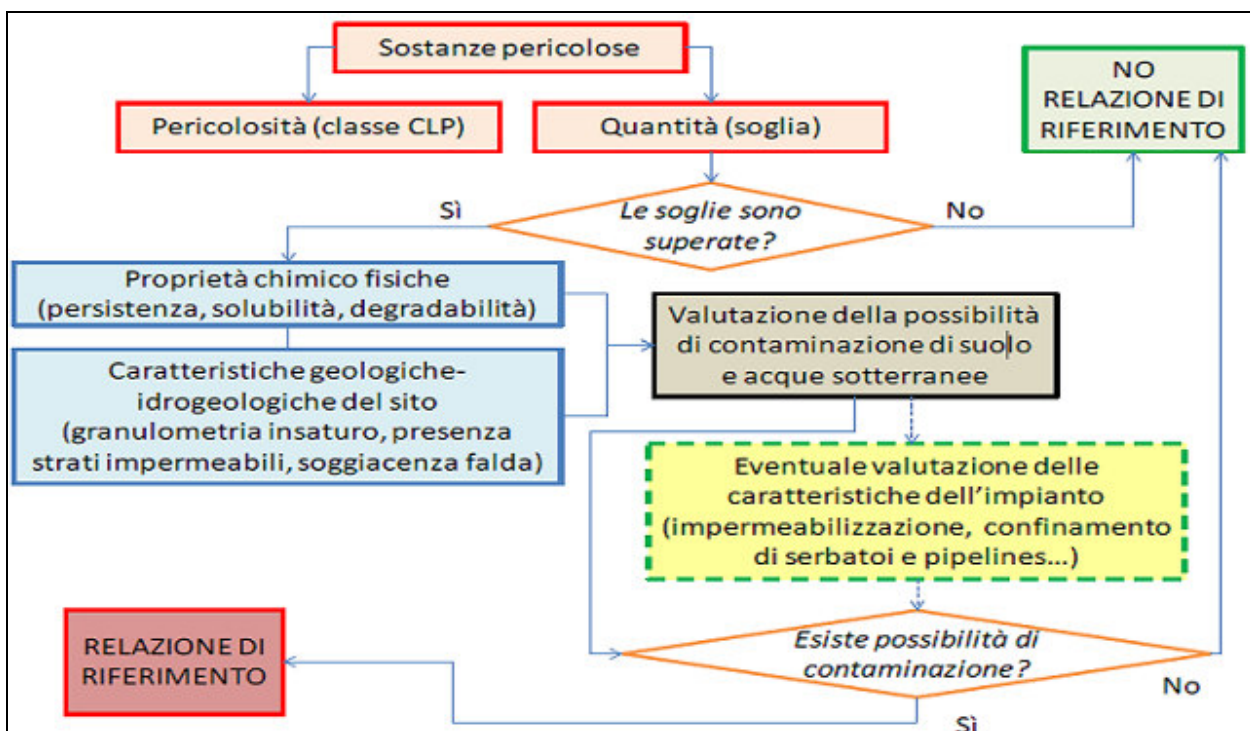 Sostanze pericolose
NO
RELAZIONE DI
RIFERIMENTO
Pericolosità (classe CLP)
Quantità (soglia)
Sì
Le soglie sono
superate?
No
Proprietà chimico fisiche
(persistenza, solubilità, degradabilità)
Valutazione della possibilità
di contaminazione di suolo
e acque sotterranee
Caratteristiche geologiche-
idrogeologiche del sito
(granulometria insaturo, presenza
strati impermeabili, soggiacenza falda)
Eventuale valutazione delle
caratteristiche dell'impianto
(impermeabilizzazione, confinamento
di serbatoi e pipelines...)
RELAZIONE DI
RIFERIMENTO
Esiste possibilità di
contaminazione?
No
Sì